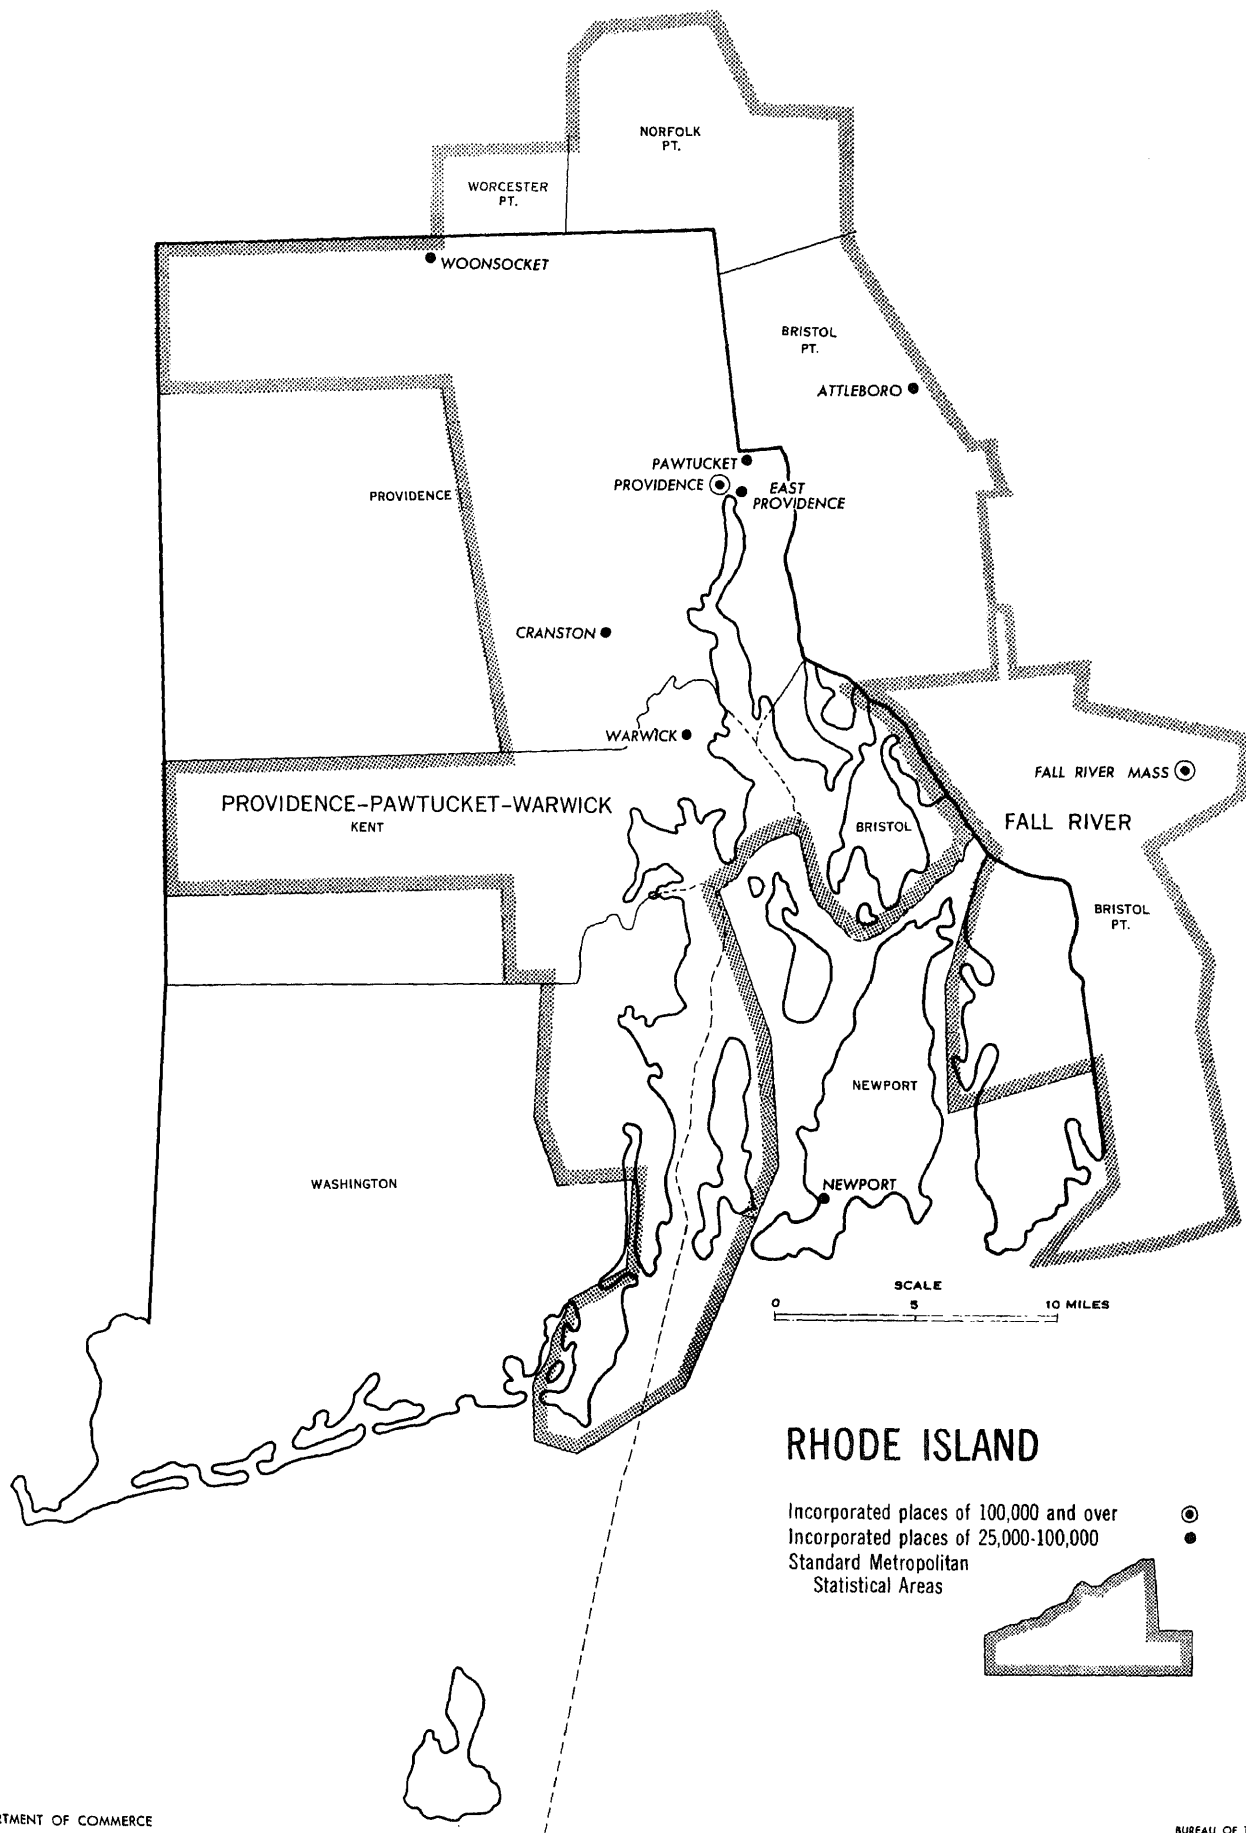 NORFOLK
PT.
WORCESTER
PT.
WOONSOCKET
BRISTOL
PT.
ATTLEBORO
PAWTUCKET
PROVIDENCE
EAST
PROVIDENCE
PROVIDENCE
CRANSTON
WARWICK
FALL RIVER MASS
PROVIDENCE-PAWTUCKET-WARWICK
KENT
BRISTOL
FALL RIVER
BRISTOL
PT.
NEWPORT
WASHINGTON
NEWPORT
SCALE
0 5 10 MILES
RHODE ISLAND
Incorporated places of 100,000 and over
Incorporated places of 25,000-100,000
Standard Metropolitan
Statistical Areas
OF COMMERCE
BUREAU OF